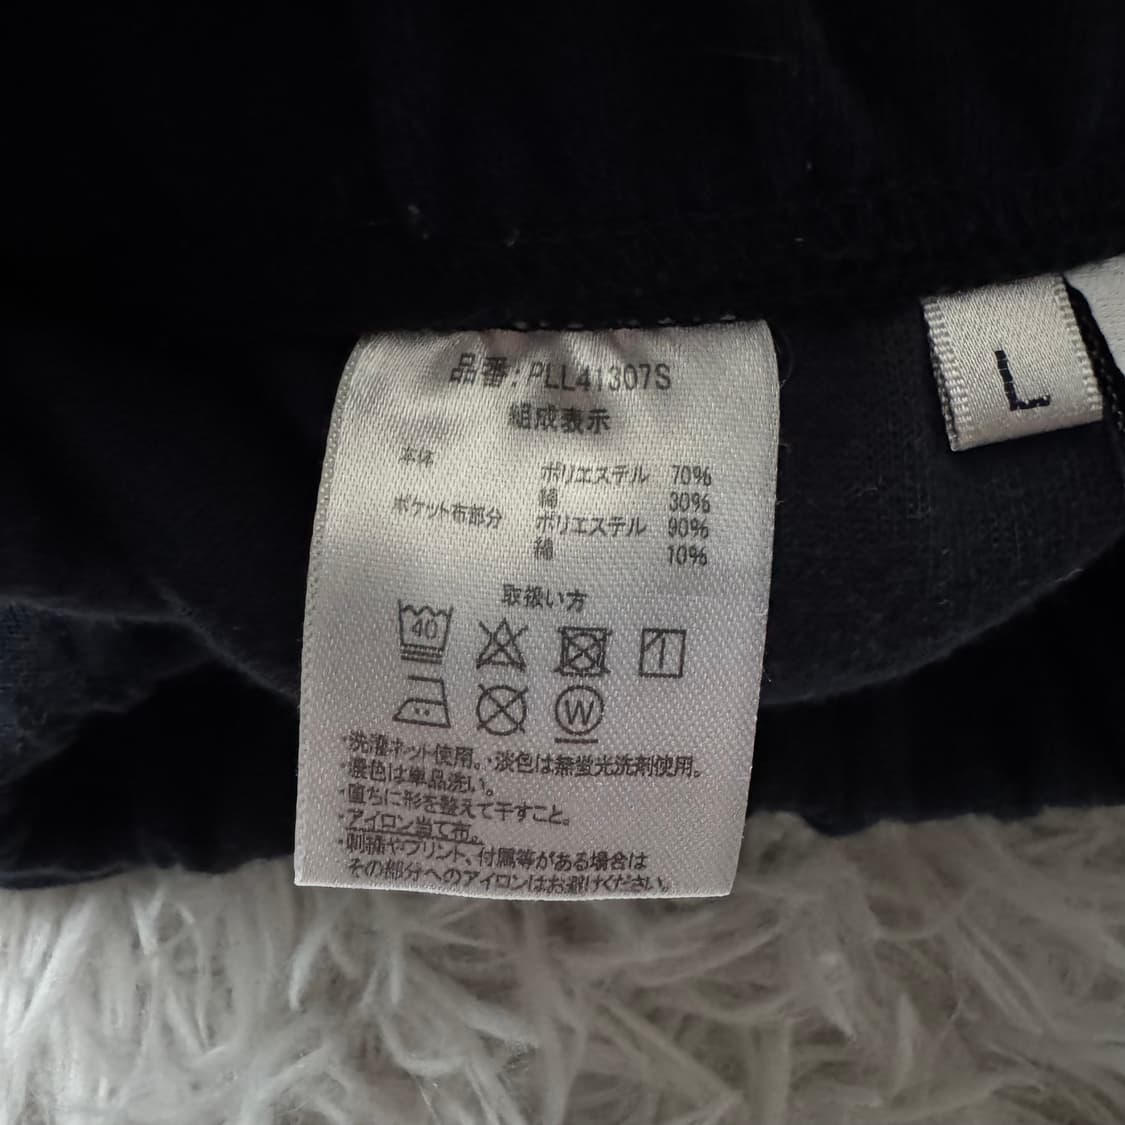 品番:PLL41307S
組成表示
本体 ポリエステル 70%
綿 30%
ポケット布部分 ポリエステル 90%
綿 10%
取扱い方
40
W
・洗濯ネット使用。・淡色は無蛍光洗剤使用。
・濃色は単品洗い。
・直ちに形を整えて干すこと。
・アイロン当て布。
・刺繍やプリント、付属等がある場合は
その部分へのアイロンはお避けください。
L